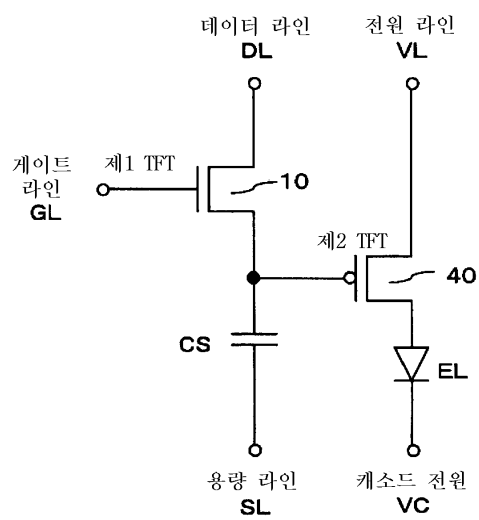 데이터 라인
DL
전원 라인
VL
게이트
라인
GL
제1 TFT
10
제2 TFT
40
CS
EL
용량 라인
SL
캐소드 전원
VC